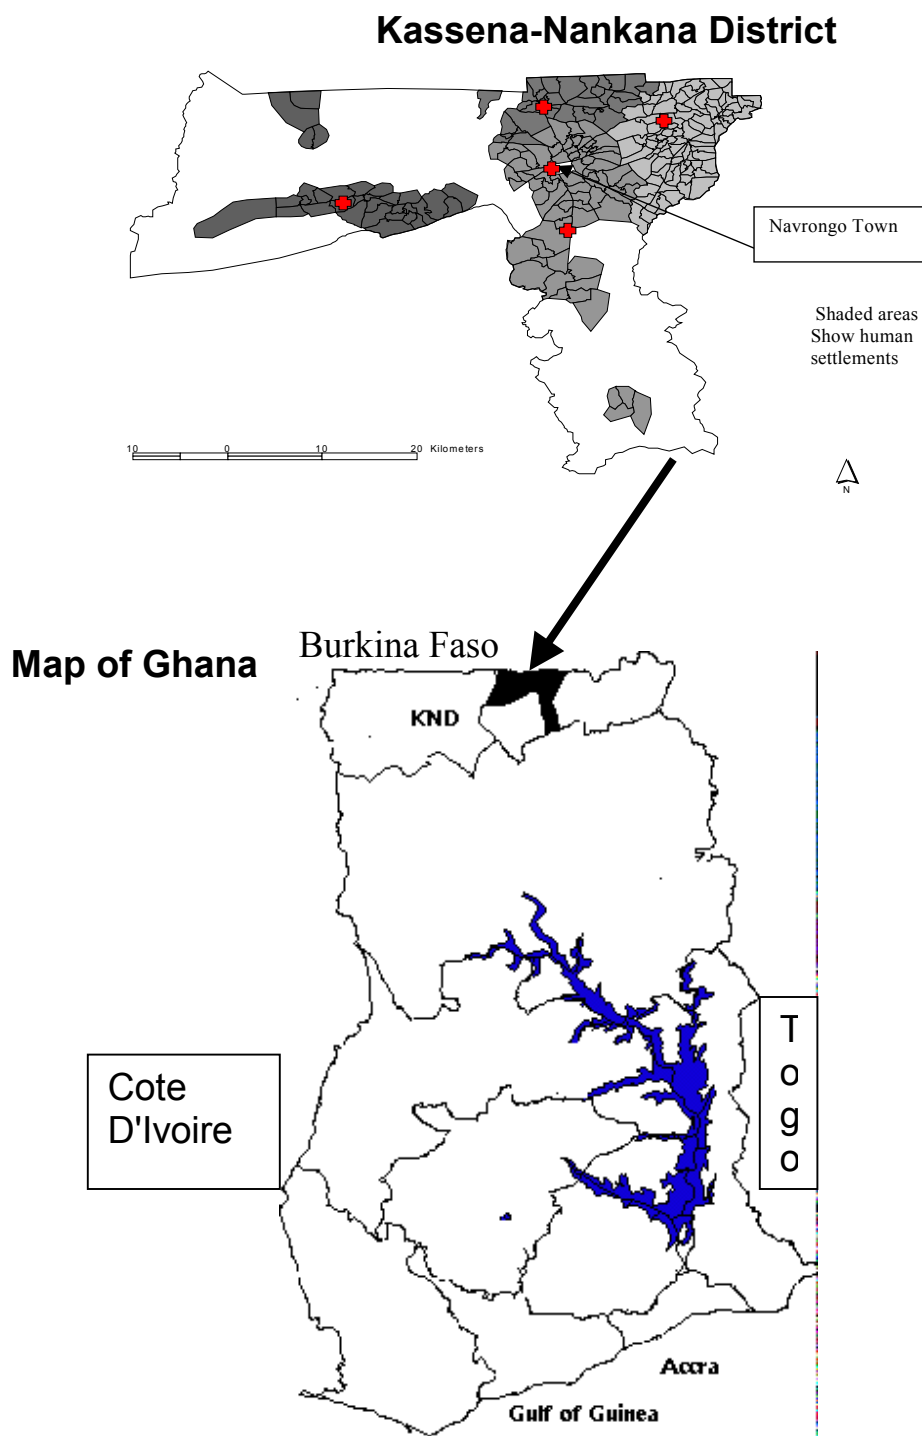 Kassena-Nankana District
Navrongo Town
Shaded areas
Show human
settlements
10 0 10 20 Kilometers
N
Burkina Faso
Map of Ghana
KND
Cote
D'Ivoire
T
o
g
o
Accra
Gulf of Guinea